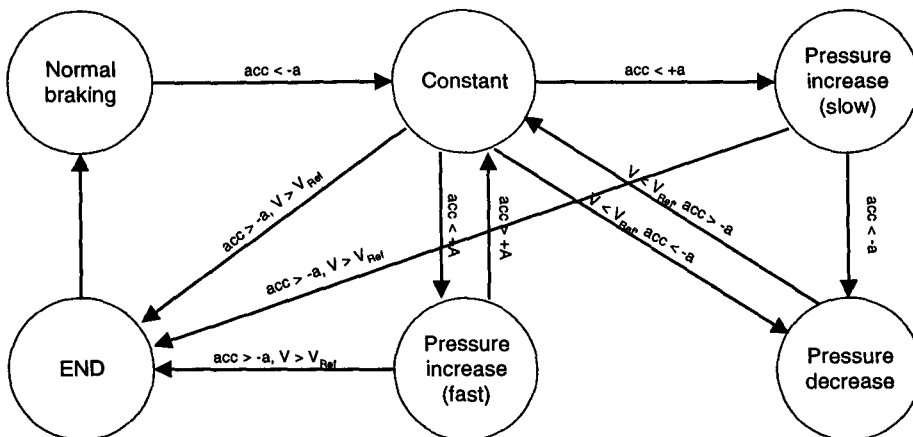 Normal
braking
acc < -a
Constant
acc < +a
Pressure
increase
(slow)
acc > -a, V > V_Ref
acc <
acc > +A
V < V_Ref, acc > -a
V < V_Ref, acc < -a
acc < -a
acc > -a, V > V_Ref
END
acc > -a, V > V_Ref
Pressure
increase
(fast)
Pressure
decrease